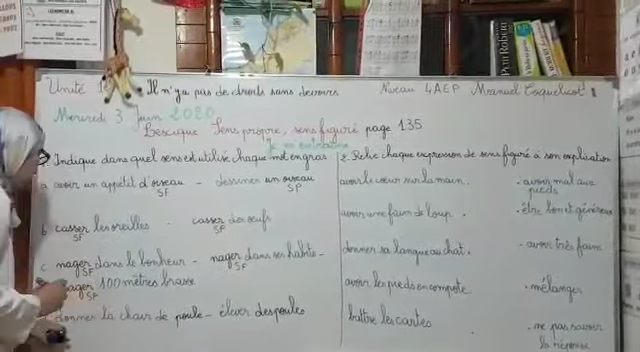 Unité
Il n'y a pas de droits sans devoirs
Niveau 4AEP Manuel Coquelicot
Mercredi 3 Juin 2020
Lexique Sens propre, sens figuré page 135
Je m'entraîne
1. Indique dans quel sens est utilisé chaque mot en gras
a avoir un appétit d'oiseau - dessiner un oiseau
SF SP
b casser les oreilles - casser des oeufs
SF SP
c nager dans le bonheur - nager dans ses habits -
SF SF
nager 100 mètres brasse
SP
donner la chair de poule - élever des poules
2. Relie chaque expression de sens figuré à son explication
avoir le coeur sur la main.
avoir une faim de loup.
donner sa langue au chat.
avoir les pieds en compote
battre les cartes
. avoir mal aux
pieds
. être bon et généreux
. avoir très faim
. mélanger
. ne pas savoir
la réponse
Petit Robert